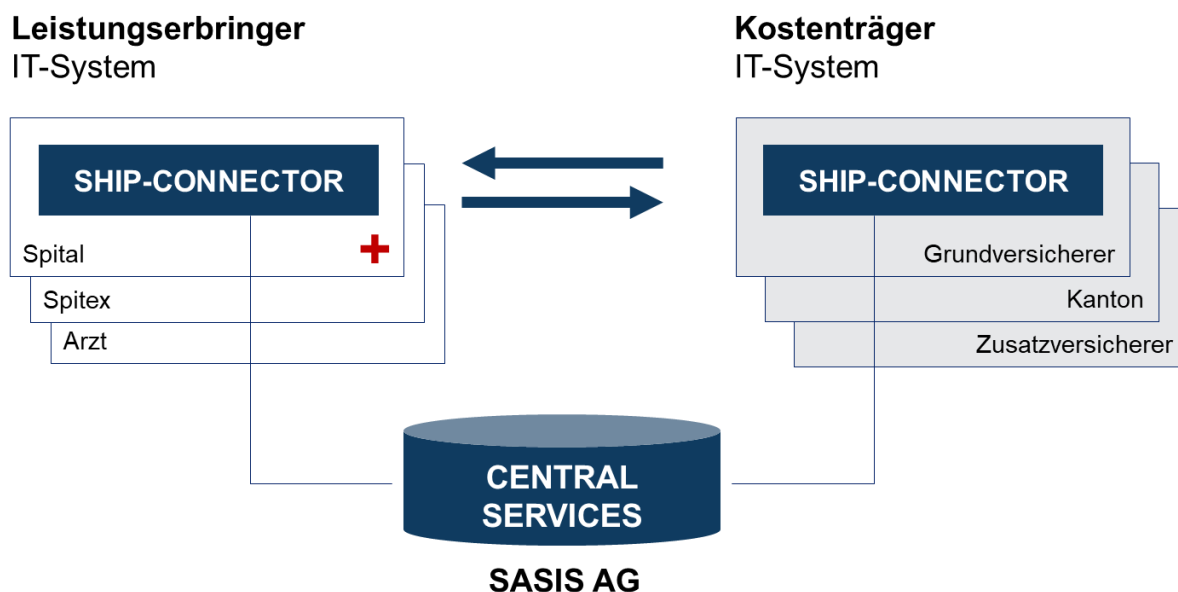 Leistungserbringer
IT-System
SHIP-CONNECTOR
Spital
Spitex
Arzt
Kostenträger
IT-System
SHIP-CONNECTOR
Grundversicherer
Kanton
Zusatzversicherer
CENTRAL
SERVICES
SASIS AG